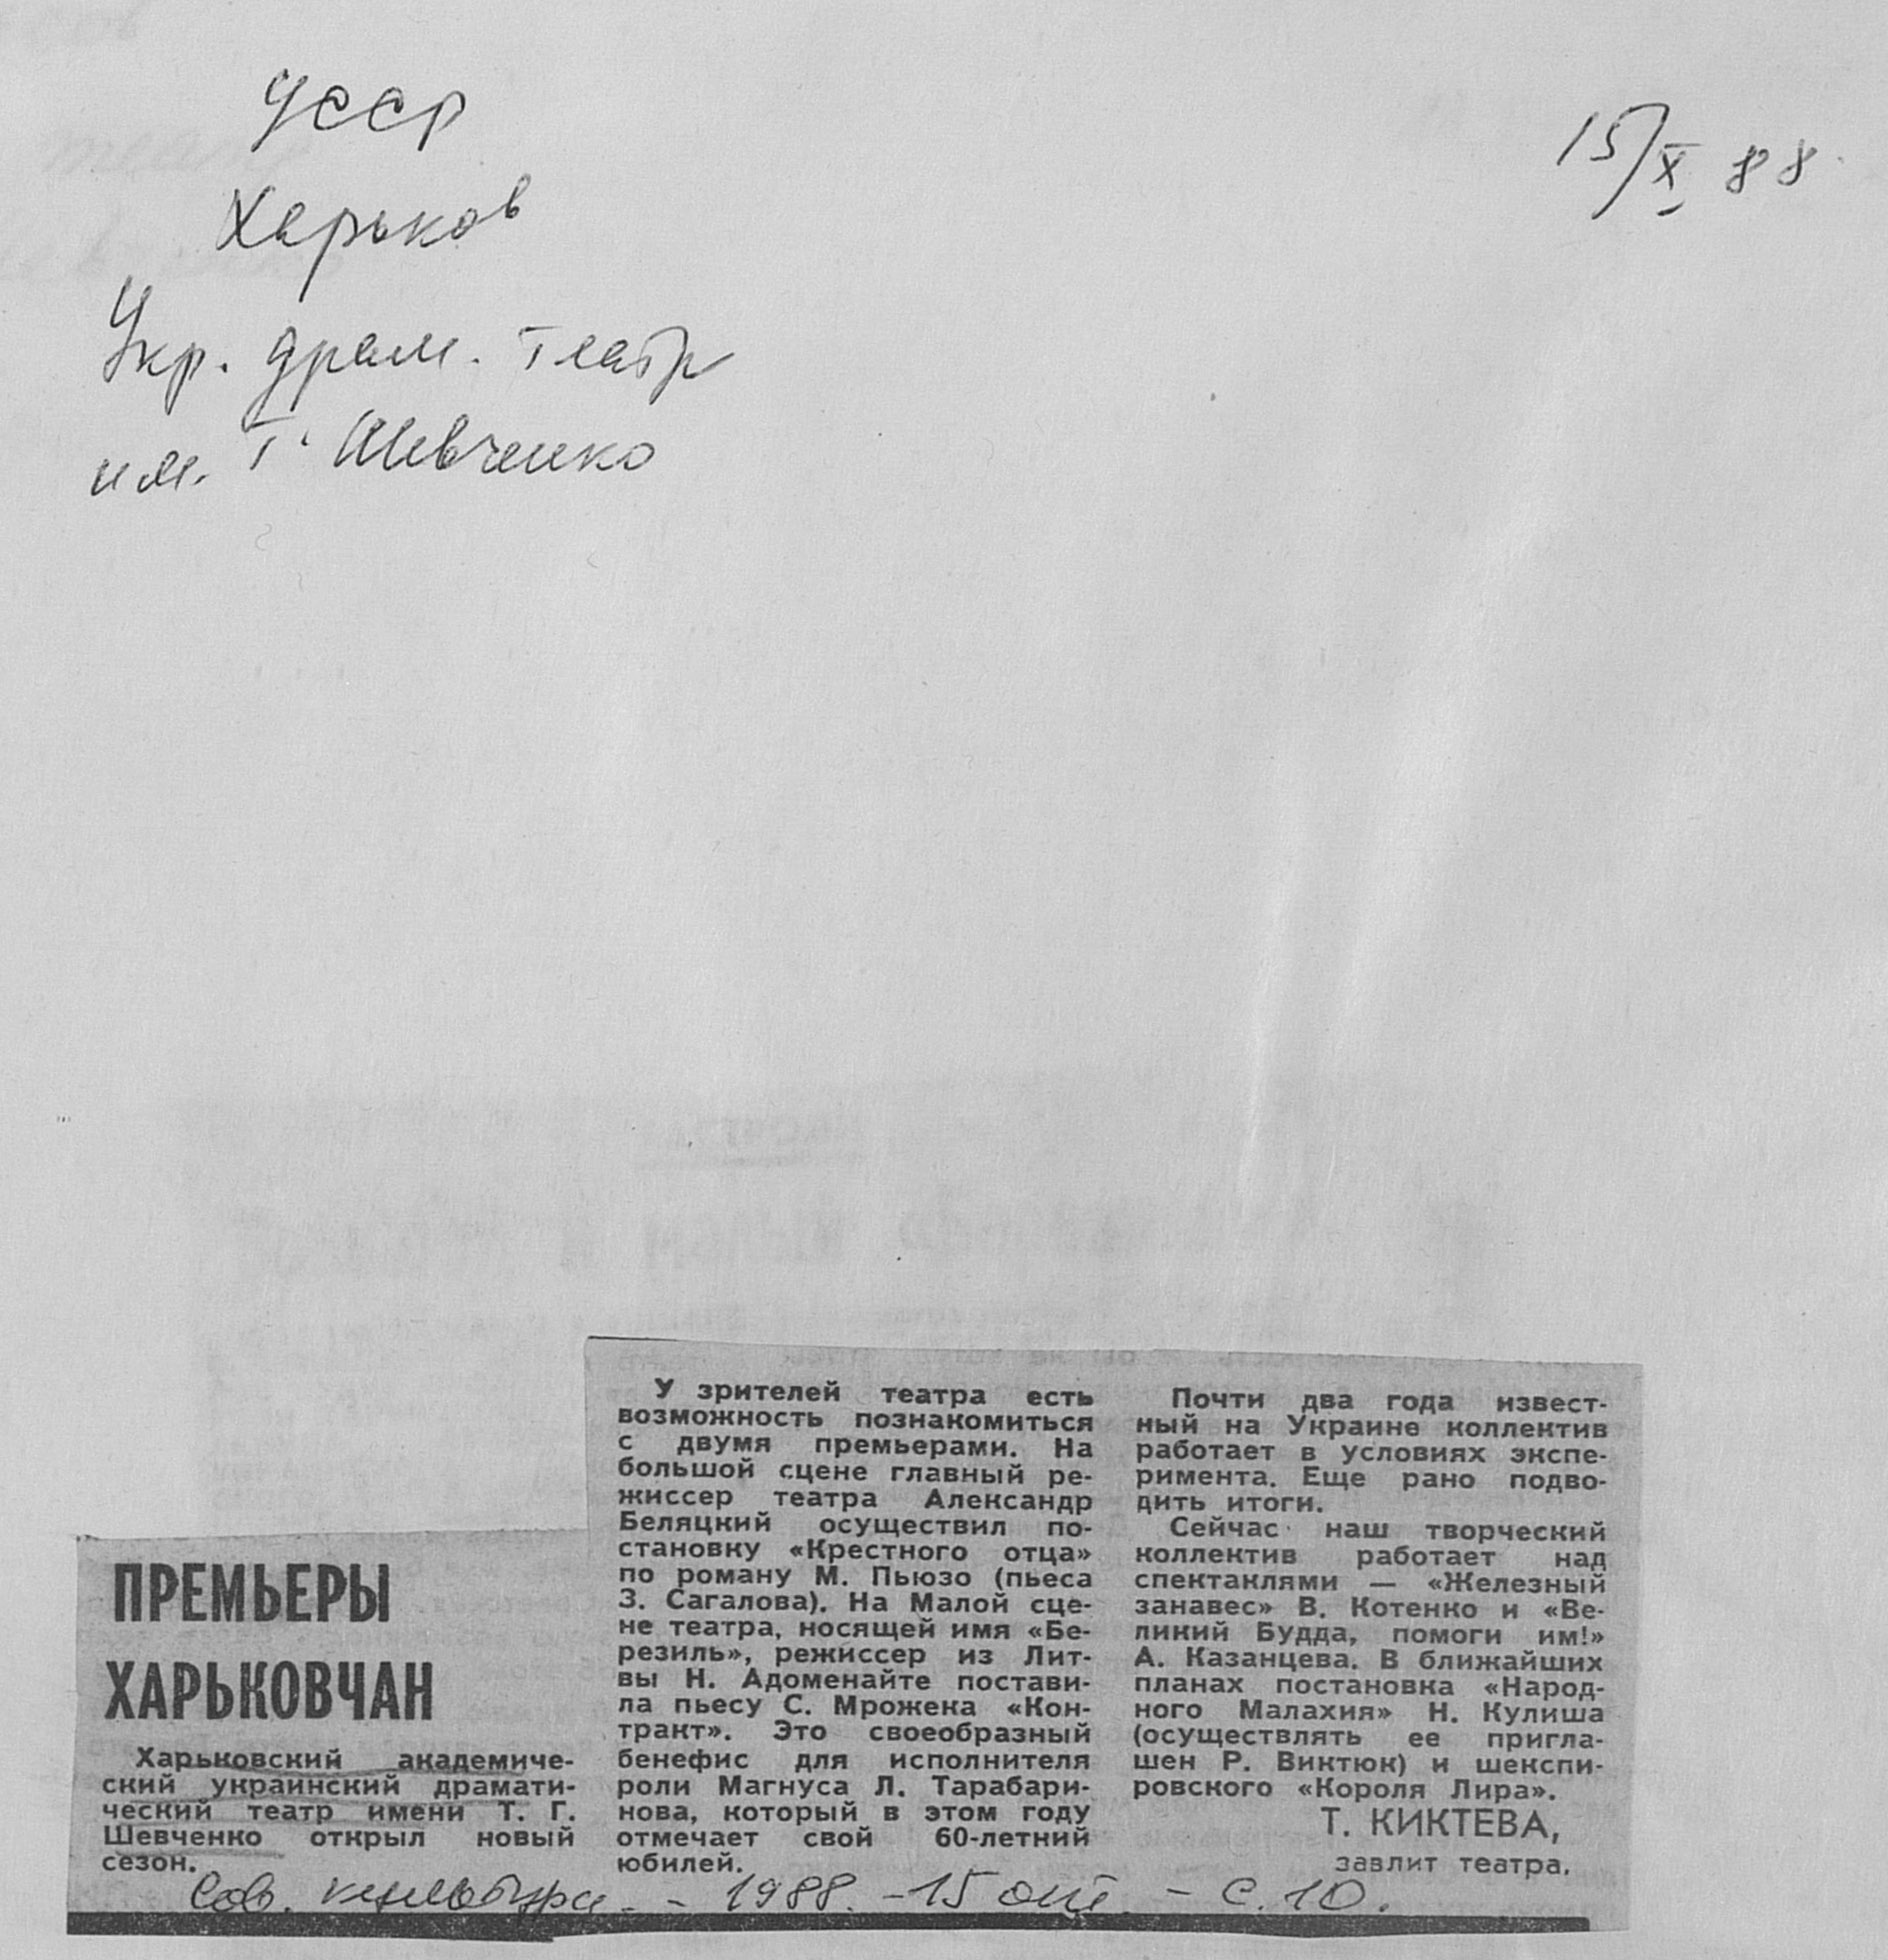 УССР
Харьков
Укр. драм. театр
им. Т. Шевченко
15/X 88
ПРЕМЬЕРЫ
ХАРЬКОВЧАН
Харьковский академиче-
ский украинский драмати-
ческий театр имени Т. Г.
Шевченко открыл новый
сезон.
У зрителей театра есть
возможность познакомиться
с двумя премьерами. На
большой сцене главный ре-
жиссер театра Александр
Беляцкий осуществил по-
становку «Крестного отца»
по роману М. Пьюзо (пьеса
З. Сагалова). На Малой сце-
не театра, носящей имя «Бе-
резиль», режиссер из Лит-
вы Н. Адоменайте постави-
ла пьесу С. Мрожека «Кон-
тракт». Это своеобразный
бенефис для исполнителя
роли Магнуса Л. Тарабари-
нова, который в этом году
отмечает свой 60-летний
юбилей.
Почти два года извест-
ный на Украине коллектив
работает в условиях экспе-
римента. Еще рано подво-
дить итоги.
Сейчас наш творческий
коллектив работает над
спектаклями — «Железный
занавес» В. Котенко и «Ве-
ликий Будда, помоги им!»
А. Казанцева. В ближайших
планах постановка «Народ-
ного Малахия» Н. Кулиша
(осуществлять ее пригла-
шен Р. Виктюк) и шекспи-
ровского «Короля Лира».
Т. КИКТЕВА,
завлит театра.
Сов. культура. - 1988. - 15 окт. - С. 10.